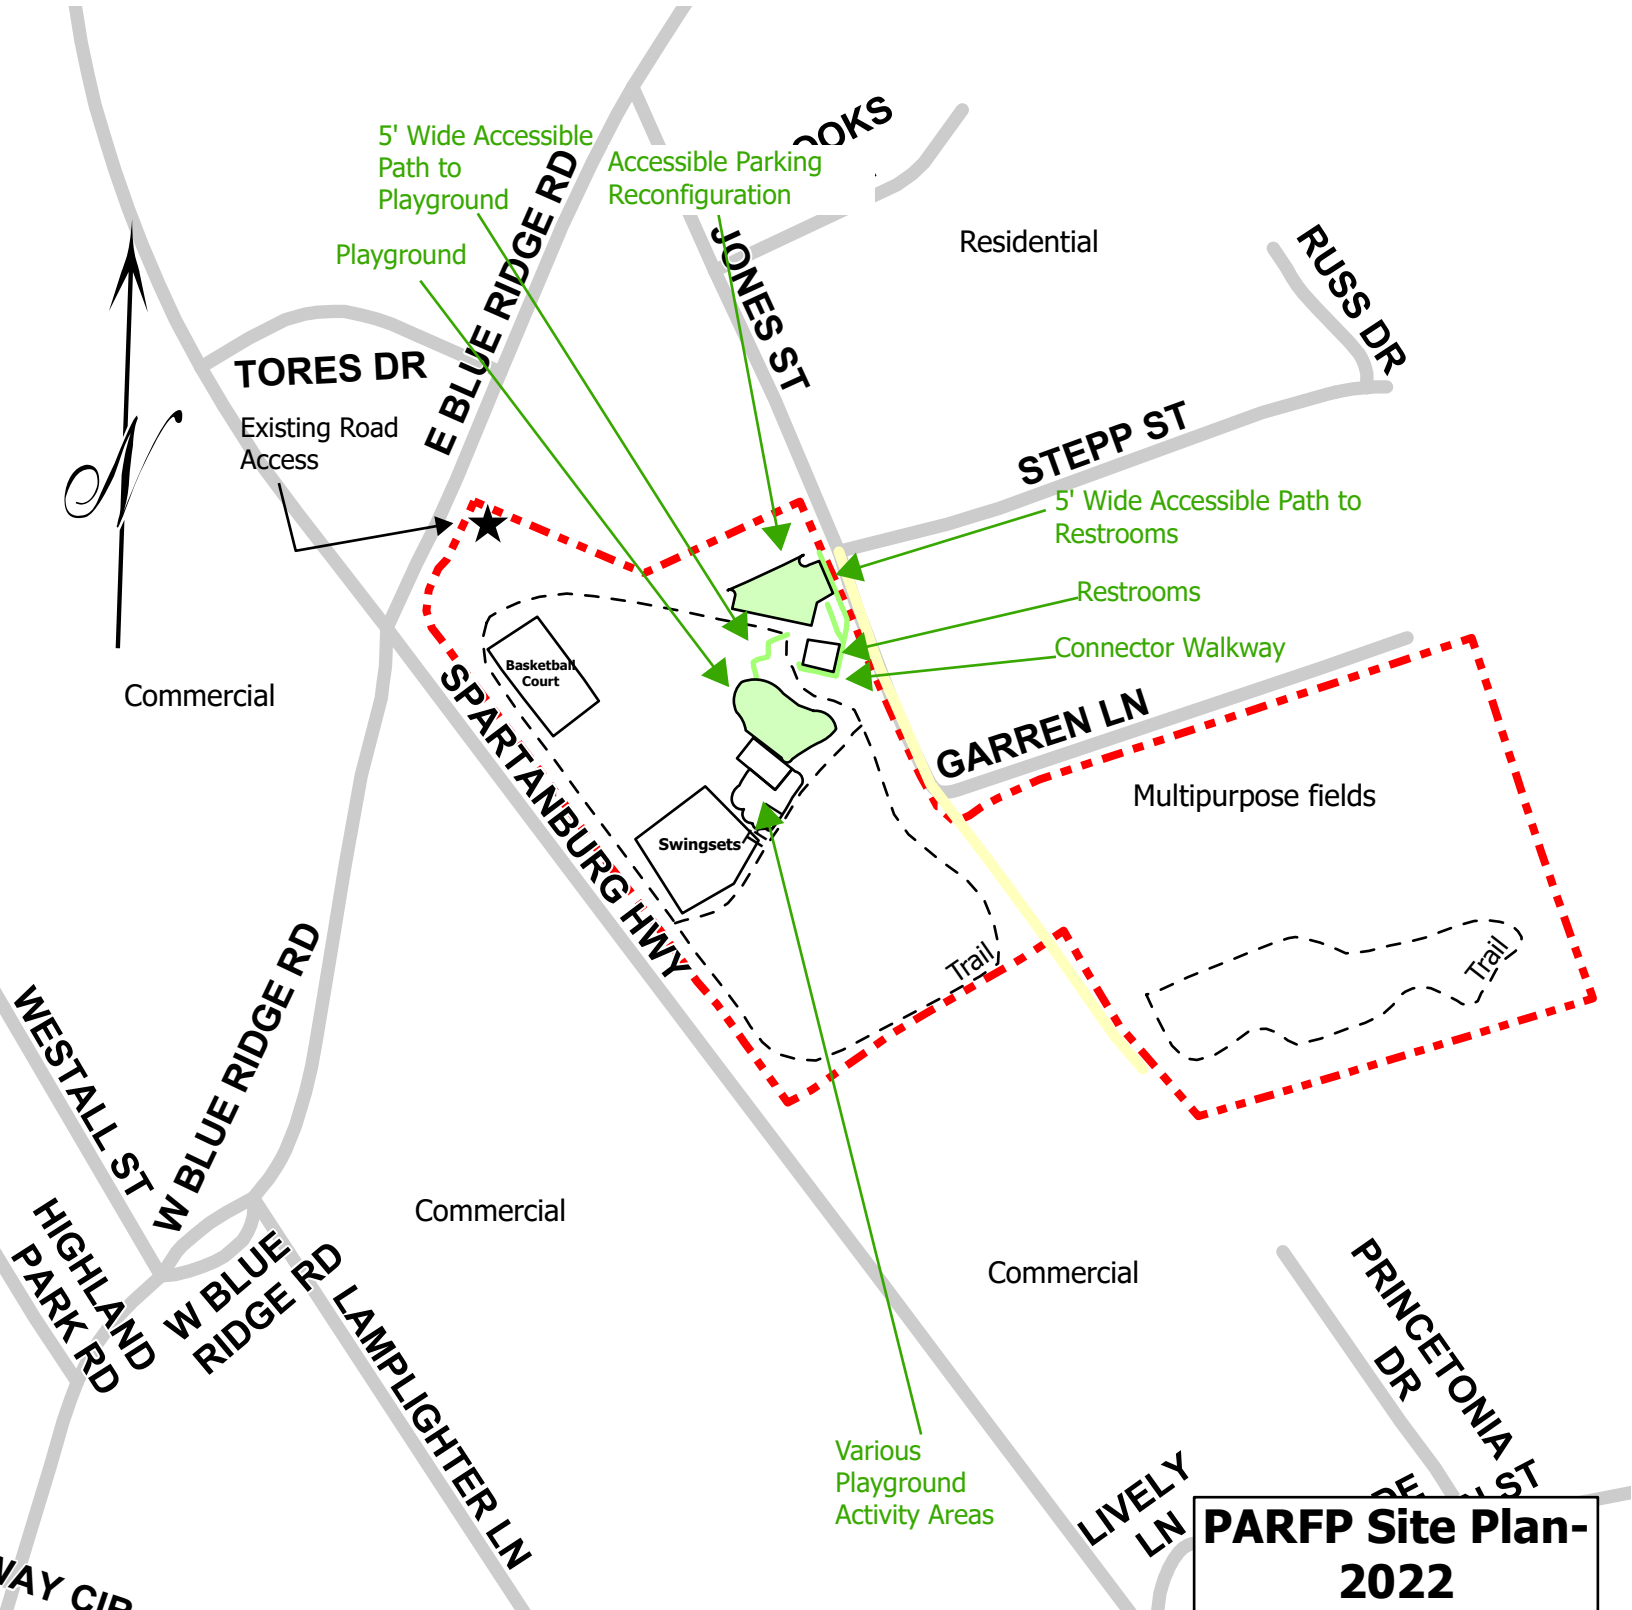 OOKS
5' Wide Accessible
Path to
Playground
Accessible Parking
Reconfiguration
Playground
E BLUE RIDGE RD
JONES ST
Residential
RUSS DR
TORES DR
Existing Road
Access
STEPP ST
5' Wide Accessible Path to
Restrooms
N
Restrooms
Connector Walkway
Basketball
Court
Commercial
SPARTANBURG HWY
GARREN LN
Multipurpose fields
Swingsets
Trail
Trail
WESTALL ST
W BLUE RIDGE RD
HIGHLAND
PARK RD
W BLUE
RIDGE RD
Commercial
Commercial
LAMPLIGHTER LN
PRINCETONIA
DR
Various
Playground
Activity Areas
LIVELY
LN
ST
WAY CIR
PARFP Site Plan-
2022